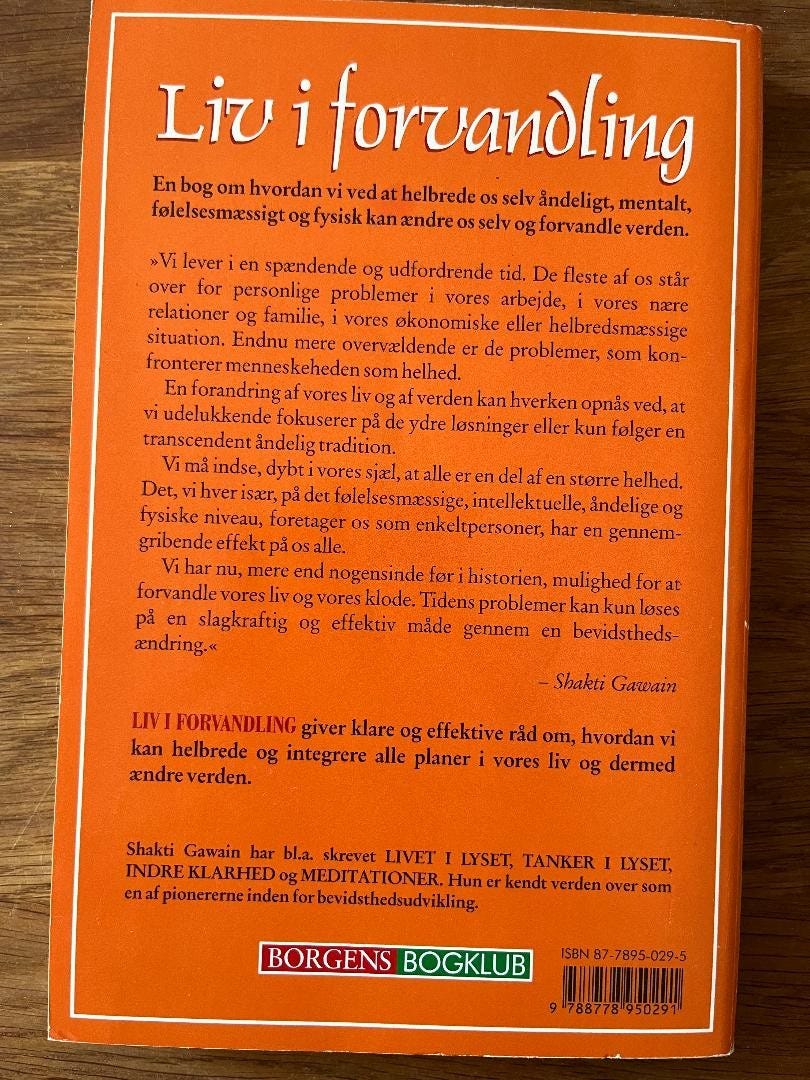 Liv i forvandling
En bog om hvordan vi ved at helbrede os selv åndeligt, mentalt,
følelsesmæssigt og fysisk kan ændre os selv og forvandle verden.
»Vi lever i en spændende og udfordrende tid. De fleste af os står
over for personlige problemer i vores arbejde, i vores nære
relationer og familie, i vores økonomiske eller helbredsmæssige
situation. Endnu mere overvældende er de problemer, som kon-
fronterer menneskeheden som helhed.
En forandring af vores liv og af verden kan hverken opnås ved, at
vi udelukkende fokuserer på de ydre løsninger eller kun følger en
transcendent åndelig tradition.
Vi må indse, dybt i vores sjæl, at alle er en del af en større helhed.
Det, vi hver især, på det følelsesmæssige, intellektuelle, åndelige og
fysiske niveau, foretager os som enkeltpersoner, har en gennem-
gribende effekt på os alle.
Vi har nu, mere end nogensinde før i historien, mulighed for at
forvandle vores liv og vores klode. Tidens problemer kan kun løses
på en slagkraftig og effektiv måde gennem en bevidstheds-
ændring.«
– Shakti Gawain
LIV I FORVANDLING giver klare og effektive råd om, hvordan vi
kan helbrede og integrere alle planer i vores liv og dermed
ændre verden.
Shakti Gawain har bl.a. skrevet LIVET I LYSET, TANKER I LYSET,
INDRE KLARHED og MEDITATIONER. Hun er kendt verden over som
en af pionererne inden for bevidsthedsudvikling.
BORGENS BOGKLUB
ISBN 87-7895-029-5
9 788778 950291